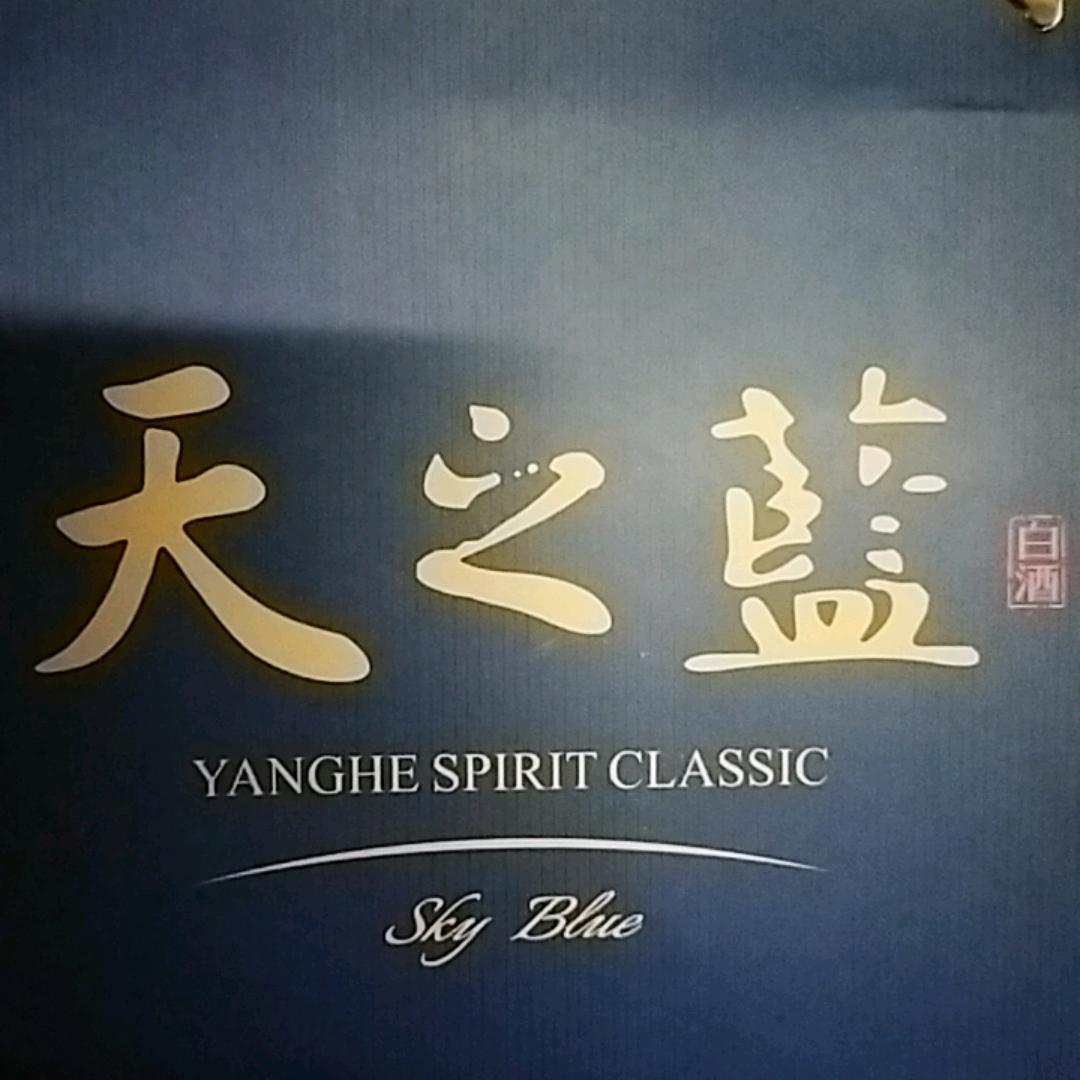 天之藍
白酒
YANGHE SPIRIT CLASSIC
Sky Blue